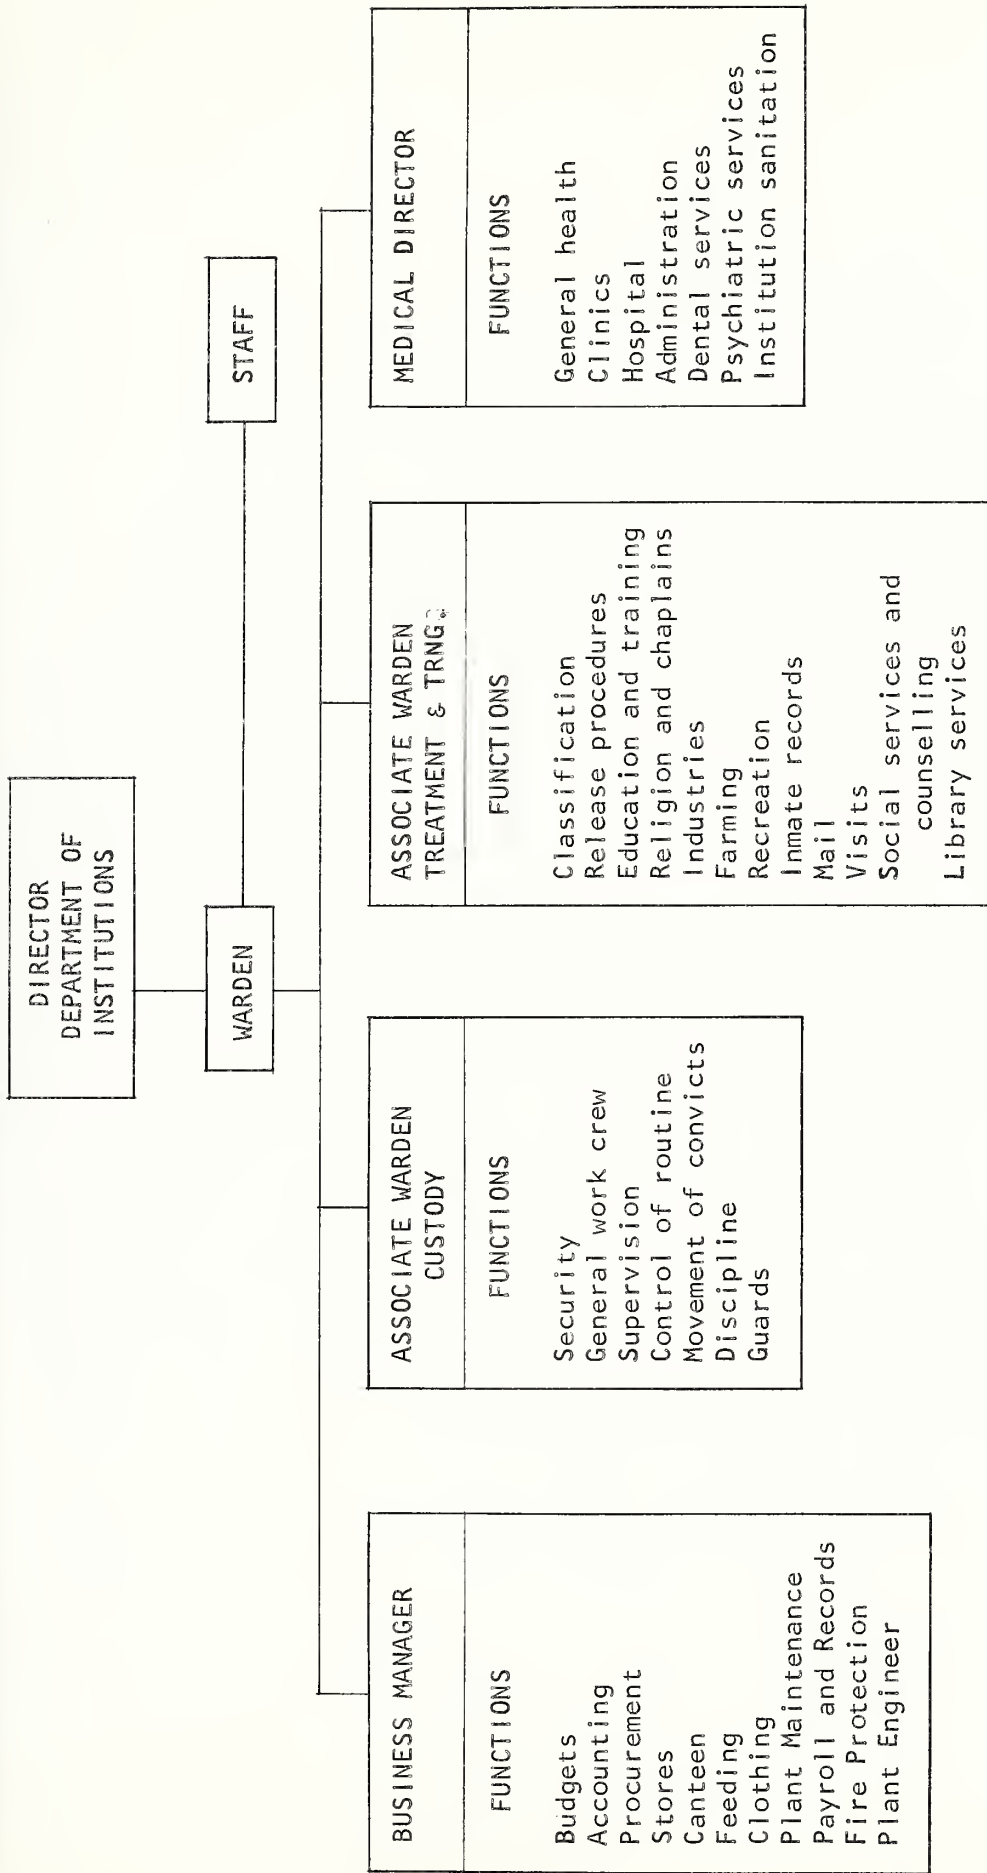 DIRECTOR
DEPARTMENT OF
INSTITUTIONS
WARDEN
STAFF
BUSINESS MANAGER
FUNCTIONS
Budgets
Accounting
Procurement
Stores
Canteen
Feeding
Clothing
Plant Maintenance
Payroll and Records
Fire Protection
Plant Engineer
ASSOCIATE WARDEN
CUSTODY
FUNCTIONS
Security
General work crew
Supervision
Control of routine
Movement of convicts
Discipline
Guards
ASSOCIATE WARDEN
TREATMENT & TRNG.
FUNCTIONS
Classification
Release procedures
Education and training
Religion and chaplains
Industries
Farming
Recreation
Inmate records
Mail
Visits
Social services and
counselling
Library services
MEDICAL DIRECTOR
FUNCTIONS
General health
Clinics
Hospital
Administration
Dental services
Psychiatric services
Institution sanitation